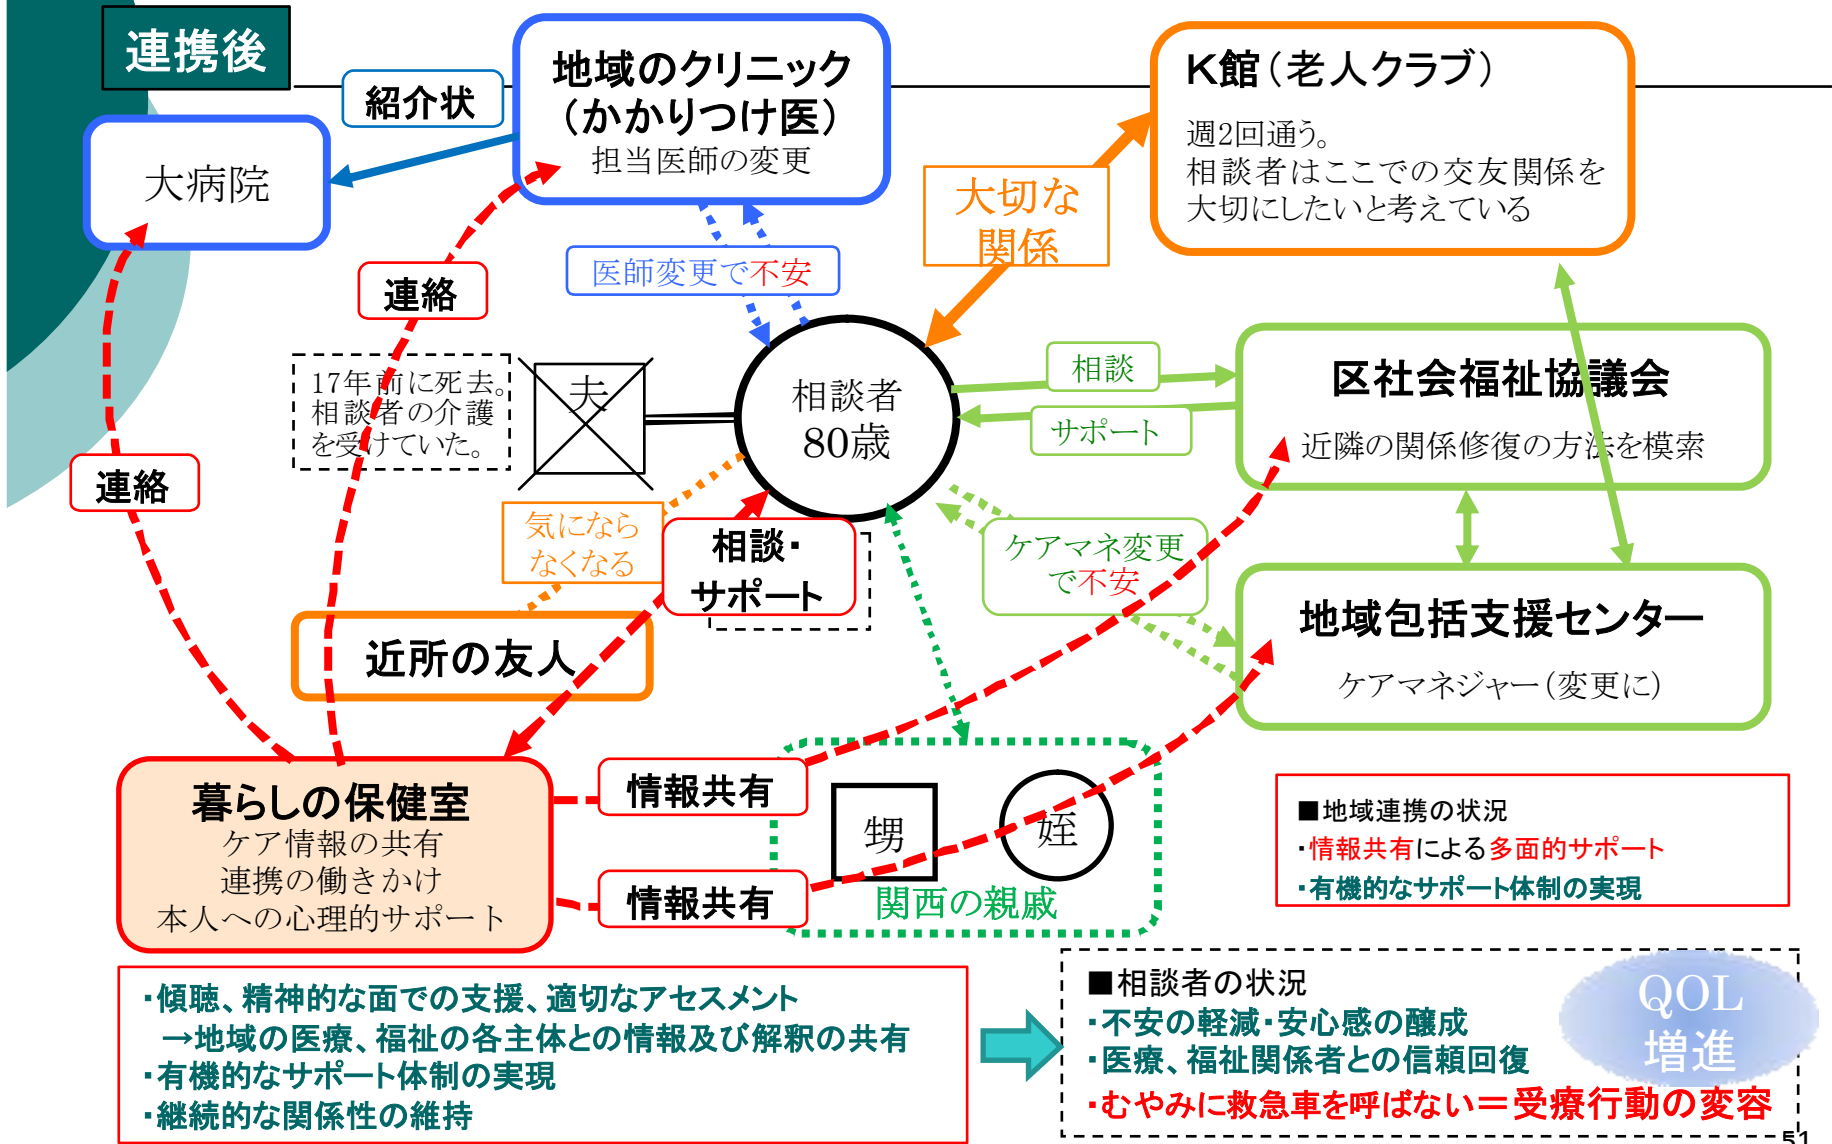 連携後
紹介状
地域のクリニック
（かかりつけ医）
担当医師の変更
K館（老人クラブ）
週2回通う。
相談者はここでの交友関係を
大切にしたいと考えている
大病院
大切な
関係
医師変更で不安
連絡
17年前に死去。
相談者の介護
を受けていた。
夫
相談者
80歳
相談
サポート
区社会福祉協議会
近隣の関係修復の方法を模索
連絡
気になら
なくなる
相談・
サポート
ケアマネ変更
で不安
地域包括支援センター
ケアマネジャー（変更に）
近所の友人
暮らしの保健室
ケア情報の共有
連携の働きかけ
本人への心理的サポート
情報共有
情報共有
甥
姪
関西の親戚
■地域連携の状況
・情報共有による多面的サポート
・有機的なサポート体制の実現
・傾聴、精神的な面での支援、適切なアセスメント
→地域の医療、福祉の各主体との情報及び解釈の共有
・有機的なサポート体制の実現
・継続的な関係性の維持
■相談者の状況
・不安の軽減・安心感の醸成
・医療、福祉関係者との信頼回復
・むやみに救急車を呼ばない＝受療行動の変容
QOL
増進
51